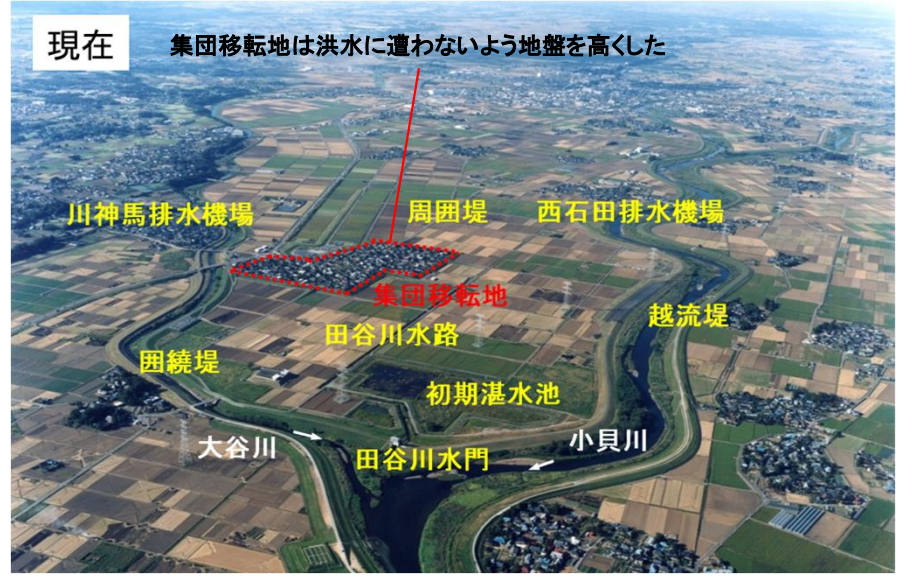 現在
集団移転地は洪水に遭わないよう地盤を高くした
川神馬排水機場
周囲堤
西石田排水機場
集団移転地
越流堤
田谷川水路
囲繞堤
初期湛水池
大谷川
小貝川
田谷川水門